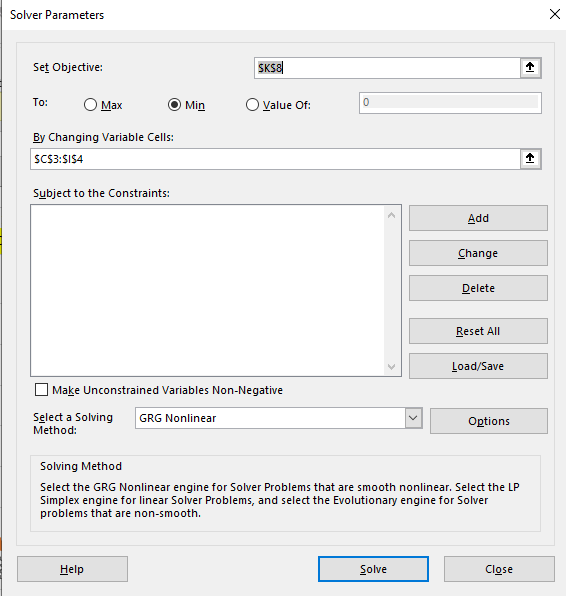 Solver Parameters
Set Objective:
$K$8
To:
Max
Min
Value Of:
0
By Changing Variable Cells:
$C$3:$I$4
Subject to the Constraints:
Add
Change
Delete
Reset All
Load/Save
Make Unconstrained Variables Non-Negative
Select a Solving
Method:
GRG Nonlinear
Options
Solving Method
Select the GRG Nonlinear engine for Solver Problems that are smooth nonlinear. Select the LP
Simplex engine for linear Solver Problems, and select the Evolutionary engine for Solver
problems that are non-smooth.
Help
Solve
Close